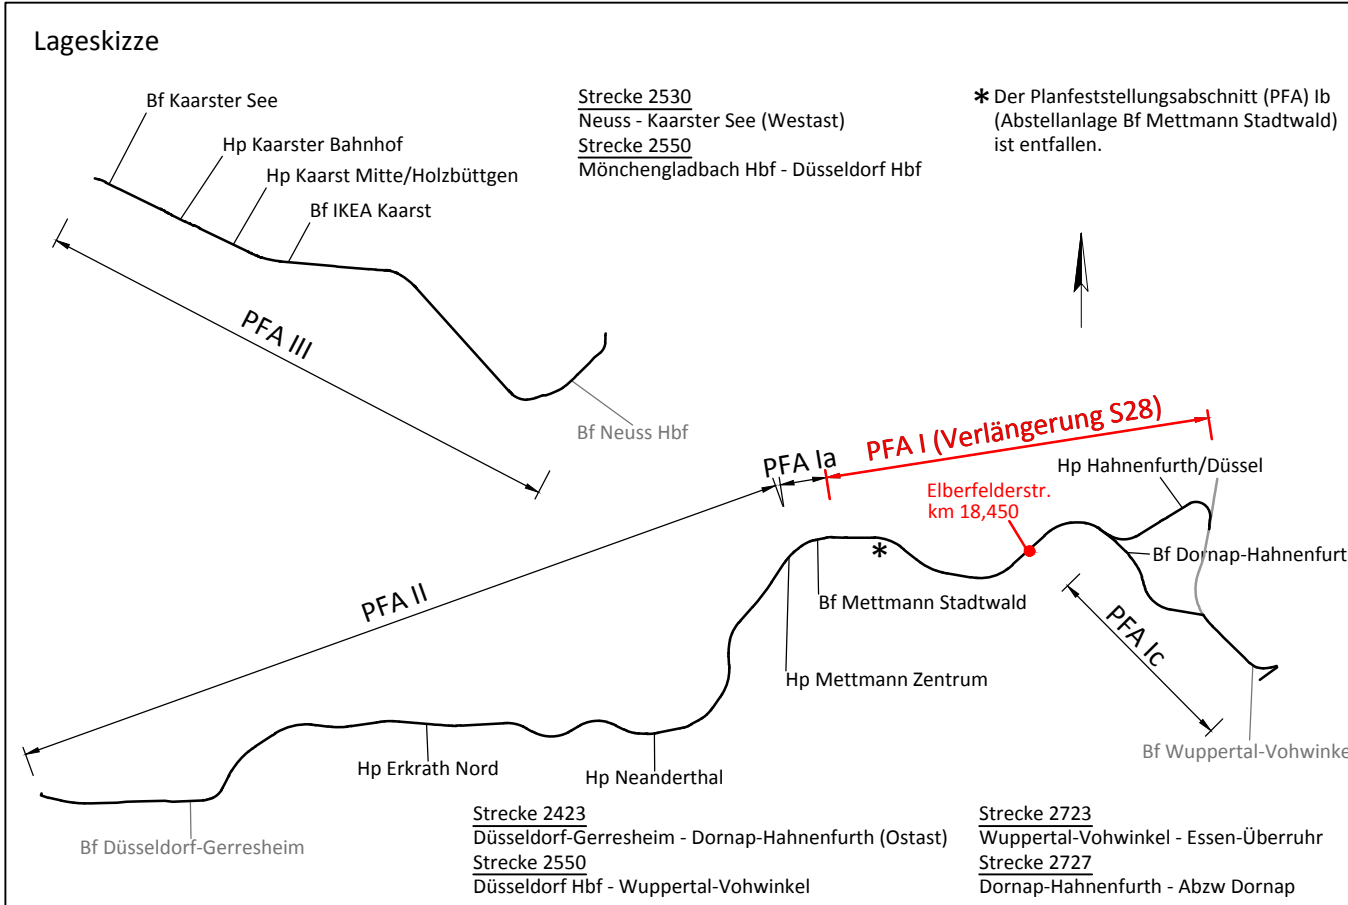 Lageskizze
Bf Kaarster See
Hp Kaarster Bahnhof
Hp Kaarst Mitte/Holzbüttgen
Bf IKEA Kaarst
Strecke 2530
Neuss - Kaarster See (Westast)
Strecke 2550
Mönchengladbach Hbf - Düsseldorf Hbf
* Der Planfeststellungsabschnitt (PFA) Ib
(Abstellanlage Bf Mettmann Stadtwald)
ist entfallen.
PFA III
Bf Neuss Hbf
PFA II
PFA Ia
PFA I (Verlängerung S28)
Elberfelderstr.
km 18,450
Hp Hahnenfurth/Düssel
*
Bf Dornap-Hahnenfurt
Bf Mettmann Stadtwald
PFA Ic
Hp Mettmann Zentrum
Bf Wuppertal-Vohwinke
Hp Erkrath Nord
Hp Neanderthal
Bf Düsseldorf-Gerresheim
Strecke 2423
Düsseldorf-Gerresheim - Dornap-Hahnenfurth (Ostast)
Strecke 2550
Düsseldorf Hbf - Wuppertal-Vohwinkel
Strecke 2723
Wuppertal-Vohwinkel - Essen-Überruhr
Strecke 2727
Dornap-Hahnenfurth - Abzw Dornap